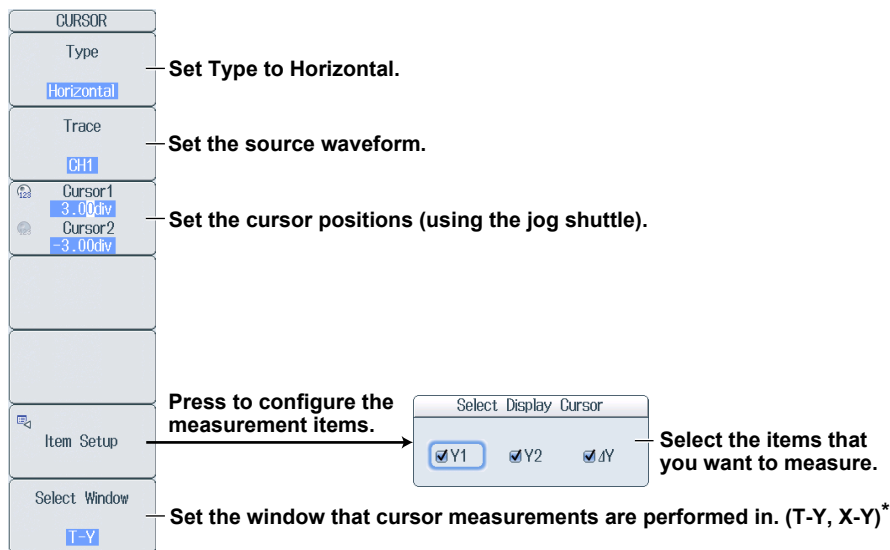 CURSOR
Type
Horizontal
Set Type to Horizontal.
Trace
CH1
Set the source waveform.
123
Cursor1
3.00div
Cursor2
-3.00div
Set the cursor positions (using the jog shuttle).
Item Setup
Press to configure the
measurement items.
Select Display Cursor
Y1
Y2
ΔY
Select the items that
you want to measure.
Select Window
T-Y
Set the window that cursor measurements are performed in. (T-Y, X-Y)*